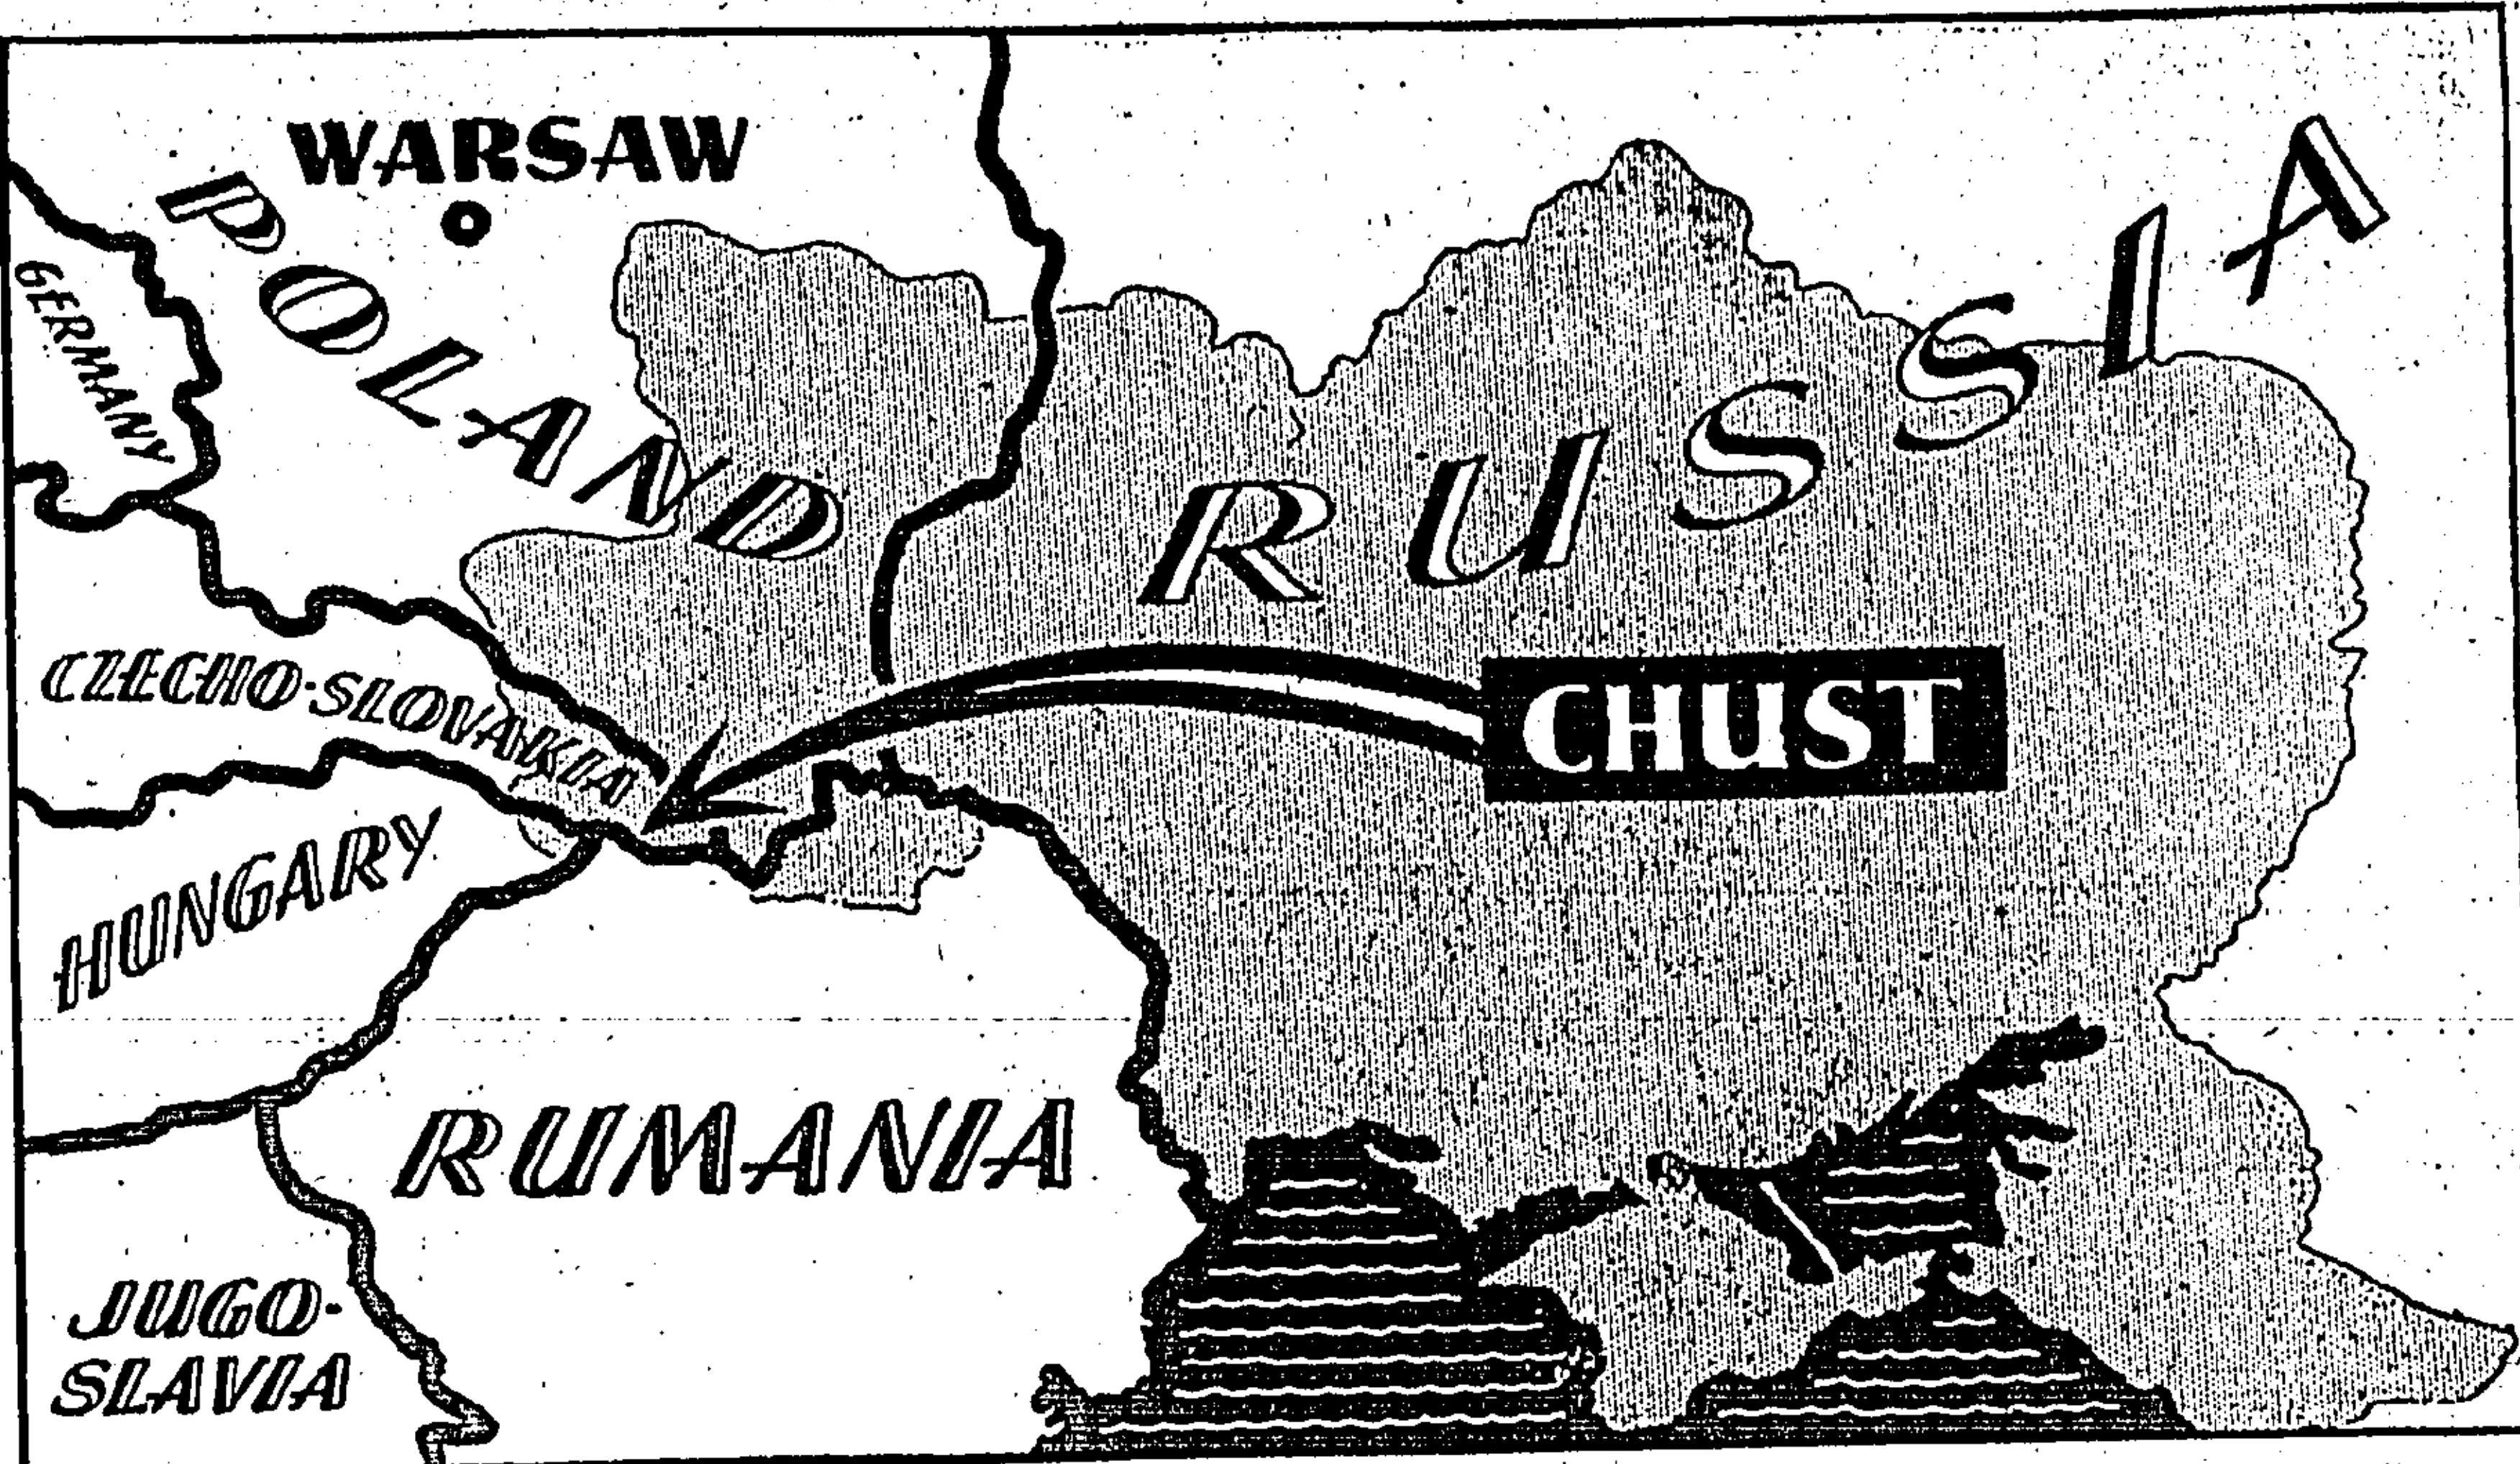 WARSAW
POLAND
GERMANY
RUSSIA
CZECHO-SLOVAKIA
CHUST
HUNGARY
RUMANIA
JUGO-
SLAVIA